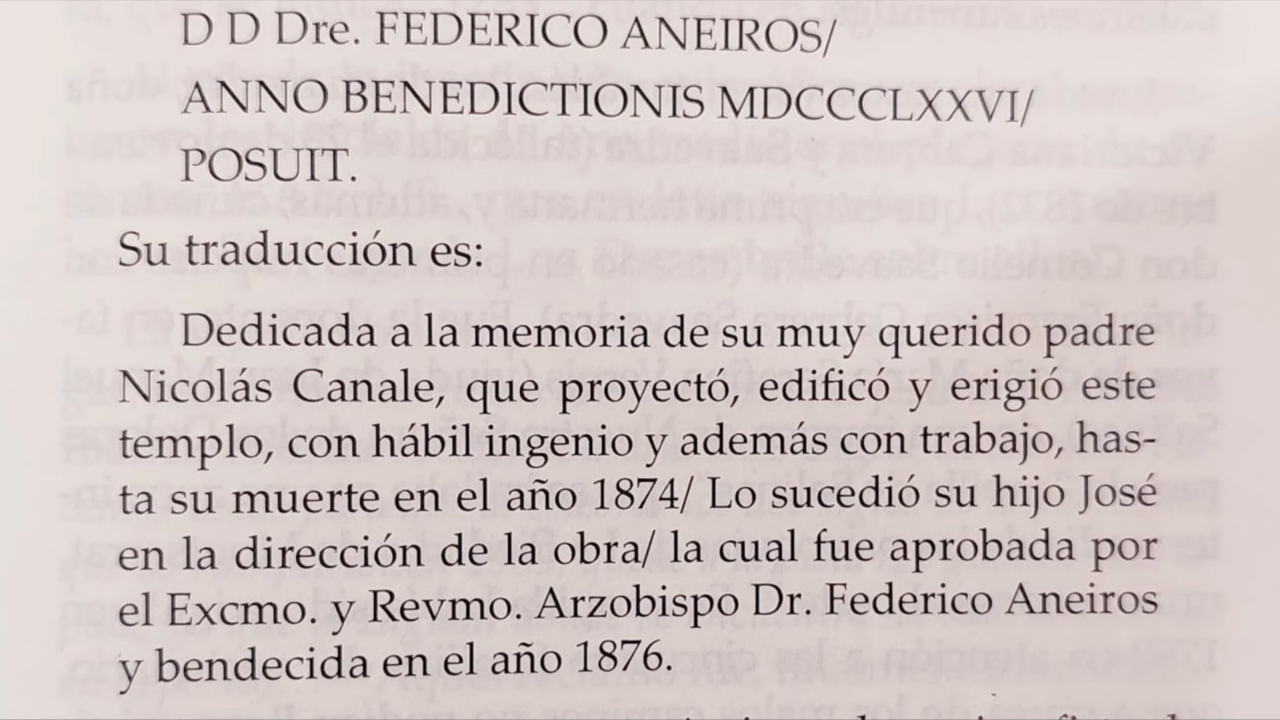 D D Dre. FEDERICO ANEIROS/
ANNO BENEDICTIONIS MDCCCLXXVI/
POSUIT.
Su traducción es:
Dedicada a la memoria de su muy querido padre
Nicolás Canale, que proyectó, edificó y erigió este
templo, con hábil ingenio y además con trabajo, has-
ta su muerte en el año 1874/ Lo sucedió su hijo José
en la dirección de la obra/ la cual fue aprobada por
el Excmo. y Revmo. Arzobispo Dr. Federico Aneiros
y bendecida en el año 1876.